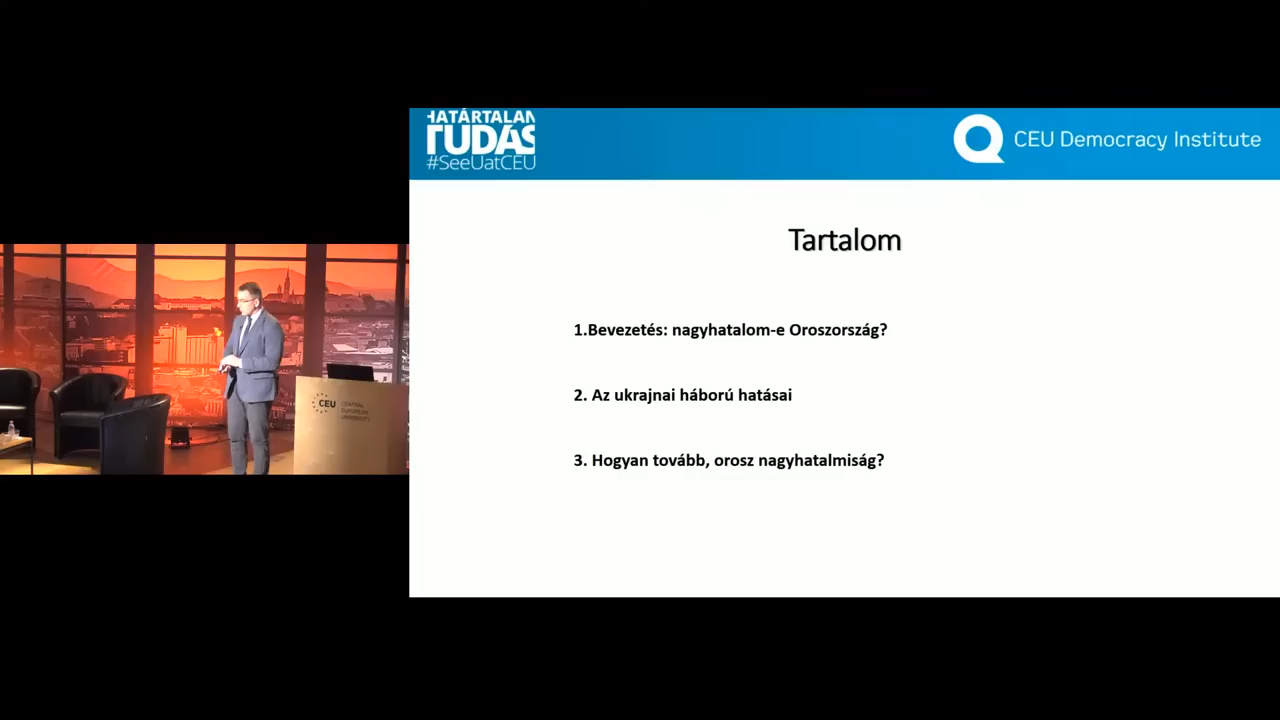 HATÁRTALAN
TUDÁS
#SeeUatCEU
CEU Democracy Institute
Tartalom
1.Bevezetés: nagyhatalom-e Oroszország?
2. Az ukrajnai háború hatásai
3. Hogyan tovább, orosz nagyhatalmiság?
CEU
CENTRAL
EUROPEAN
UNIVERSITY